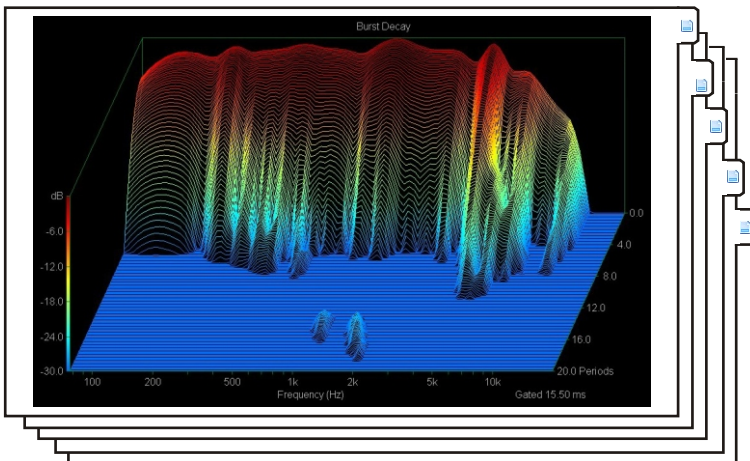 Burst Decay
dB
-6.0
-12.0
-18.0
-24.0
-30.0
0.0
4.0
8.0
12.0
16.0
20.0 Periods
100 200 500 1k 2k 5k 10k
Frequency (Hz)
Gated 15.50 ms